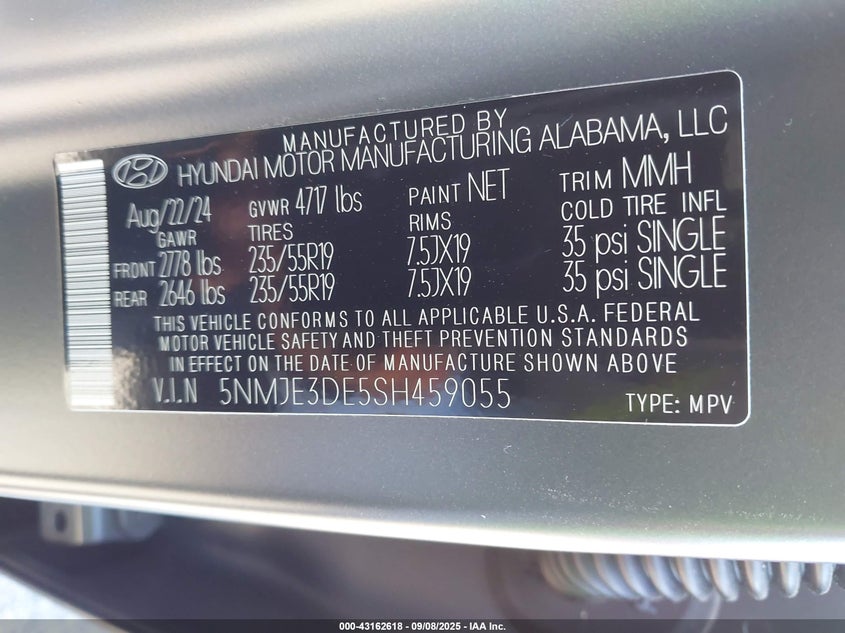 MANUFACTURED BY
HYUNDAI MOTOR MANUFACTURING ALABAMA, LLC
Aug/22/24 GVWR 4717 lbs PAINT NET TRIM MMH
GAWR TIRES RIMS COLD TIRE INFL
FRONT 2778 lbs 235/55R19 7.5JX19 35 psi SINGLE
REAR 2646 lbs 235/55R19 7.5JX19 35 psi SINGLE
THIS VEHICLE CONFORMS TO ALL APPLICABLE U.S.A. FEDERAL
MOTOR VEHICLE SAFETY AND THEFT PREVENTION STANDARDS
IN EFFECT ON THE DATE OF MANUFACTURE SHOWN ABOVE
V.I.N 5NMJE3DE5SH459055 TYPE: MPV
000-43162618 - 09/08/2025 - IAA Inc.